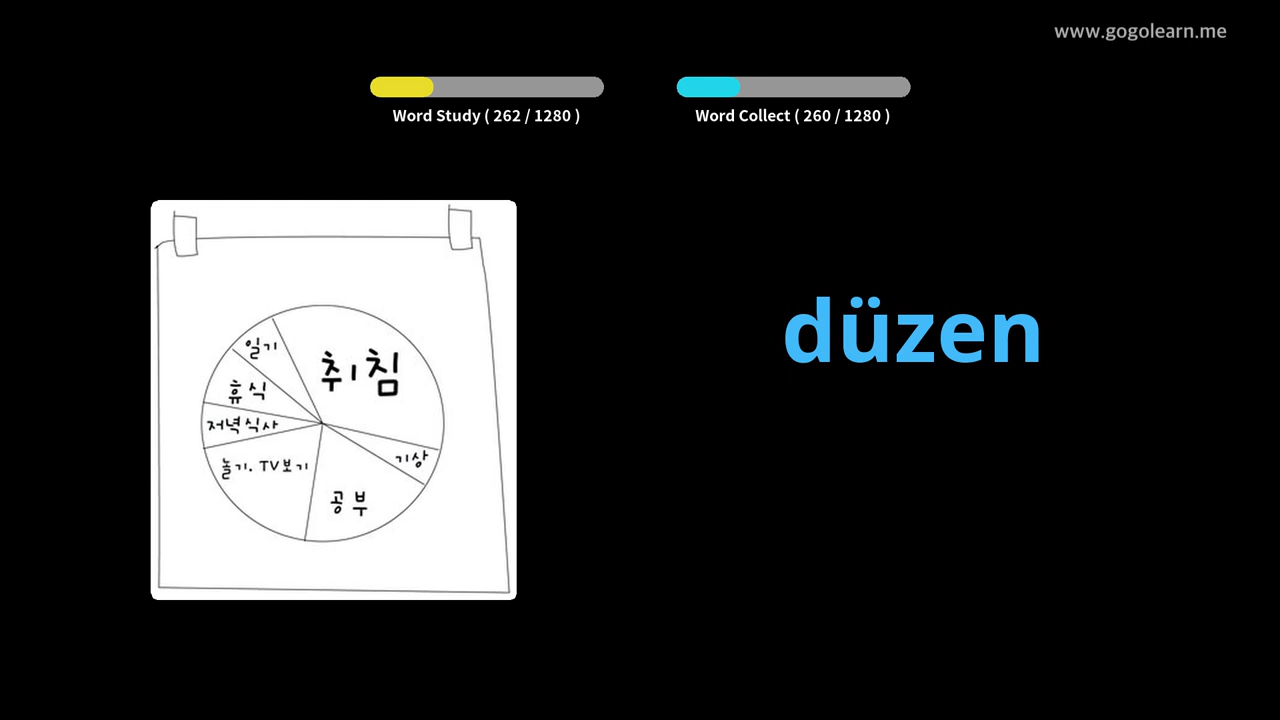 www.gogolearn.me
Word Study ( 262 / 1280 )
Word Collect ( 260 / 1280 )
일기
취침
휴식
저녁식사
놀기. TV보기
기상
공부
düzen